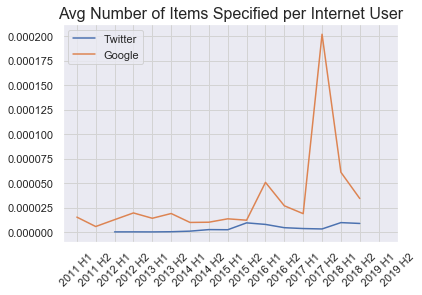 Avg Number of Items Specified per Internet User
Twitter
Google
0.000200
0.000175
0.000150
0.000125
0.000100
0.000075
0.000050
0.000025
0.000000
2011 H1
2011 H2
2012 H1
2012 H2
2013 H1
2013 H2
2014 H1
2014 H2
2015 H1
2015 H2
2016 H1
2016 H2
2017 H1
2017 H2
2018 H1
2018 H2
2019 H1
2019 H2